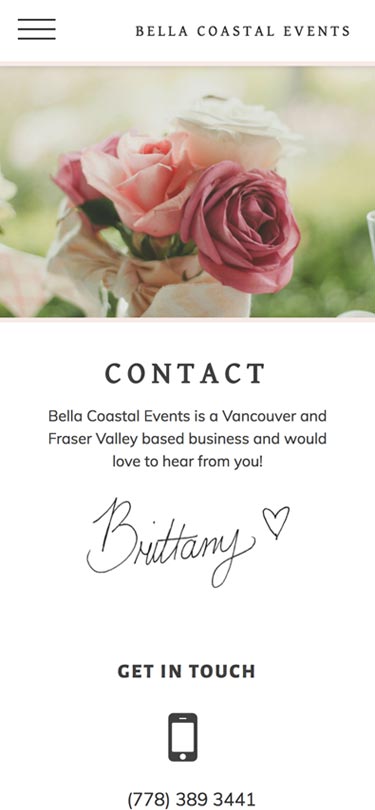 BELLA COASTAL EVENTS
CONTACT
Bella Coastal Events is a Vancouver and
Fraser Valley based business and would
love to hear from you!
Brittany
GET IN TOUCH
(778) 389 3441